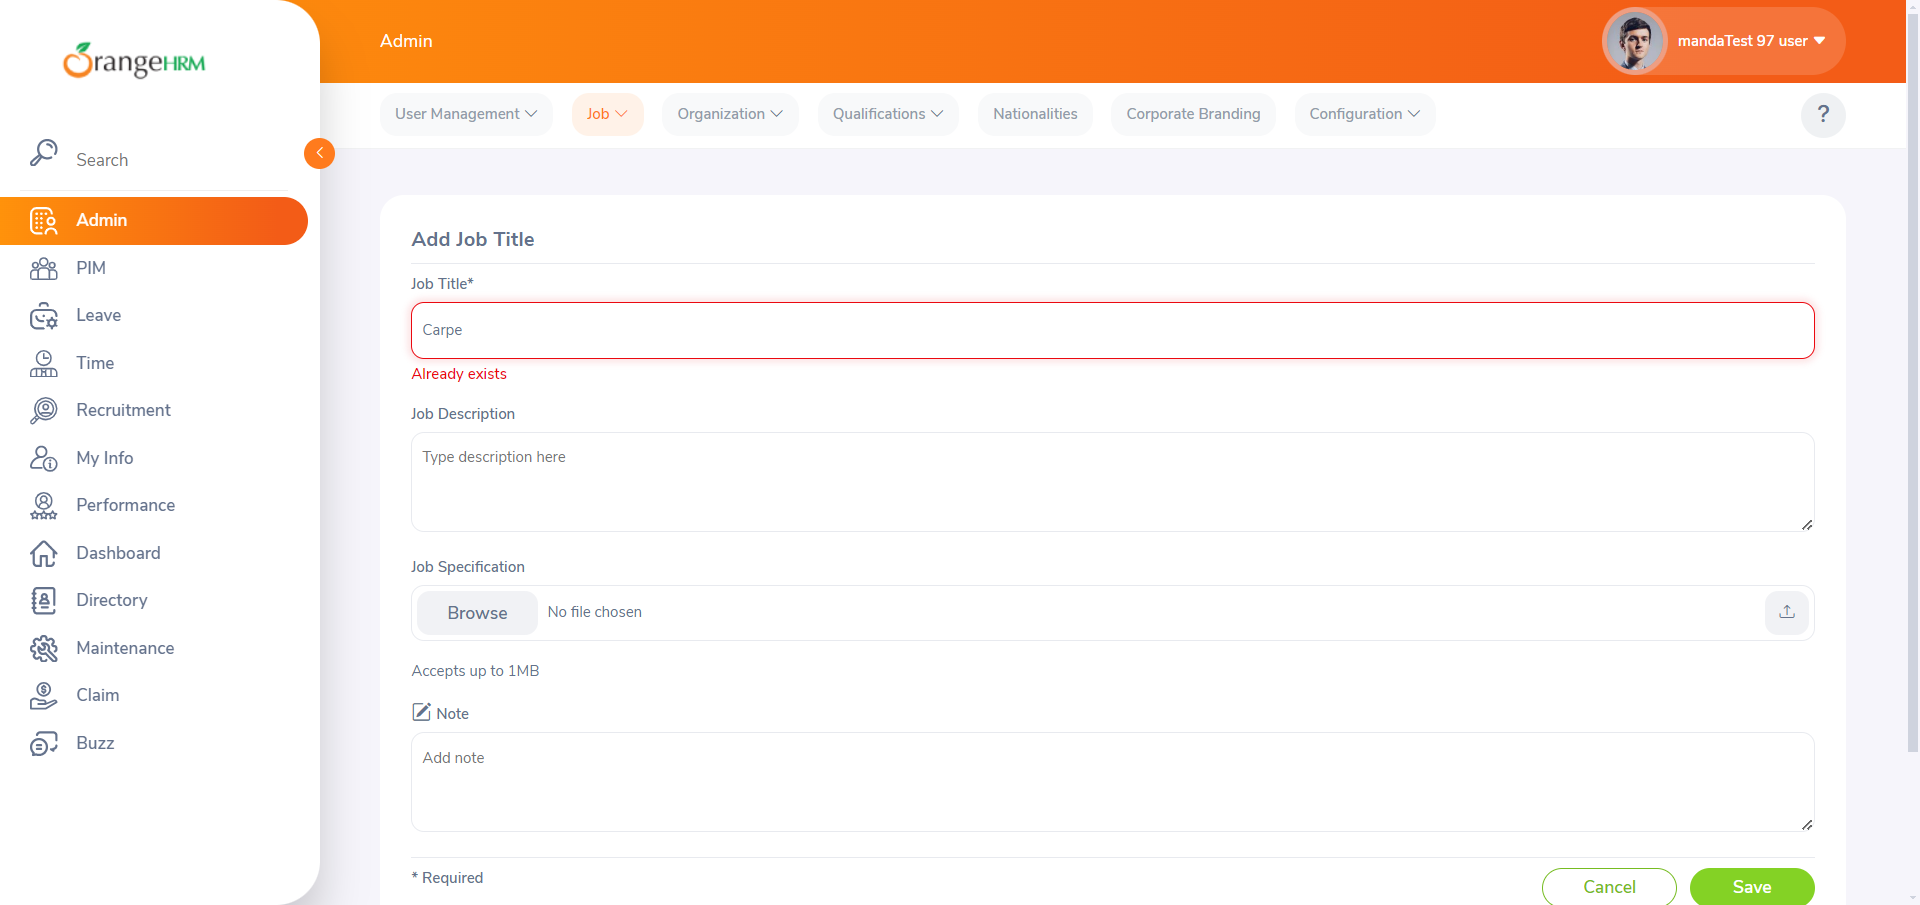 OrangeHRM
Admin
mandaTest 97 user
User Management
Job
Organization
Qualifications
Nationalities
Corporate Branding
Configuration
?
Search
Admin
PIM
Leave
Time
Recruitment
My Info
Performance
Dashboard
Directory
Maintenance
Claim
Buzz
Add Job Title
Job Title*
Carpe
Already exists
Job Description
Type description here
Job Specification
Browse
No file chosen
Accepts up to 1MB
Note
Add note
* Required
Cancel
Save